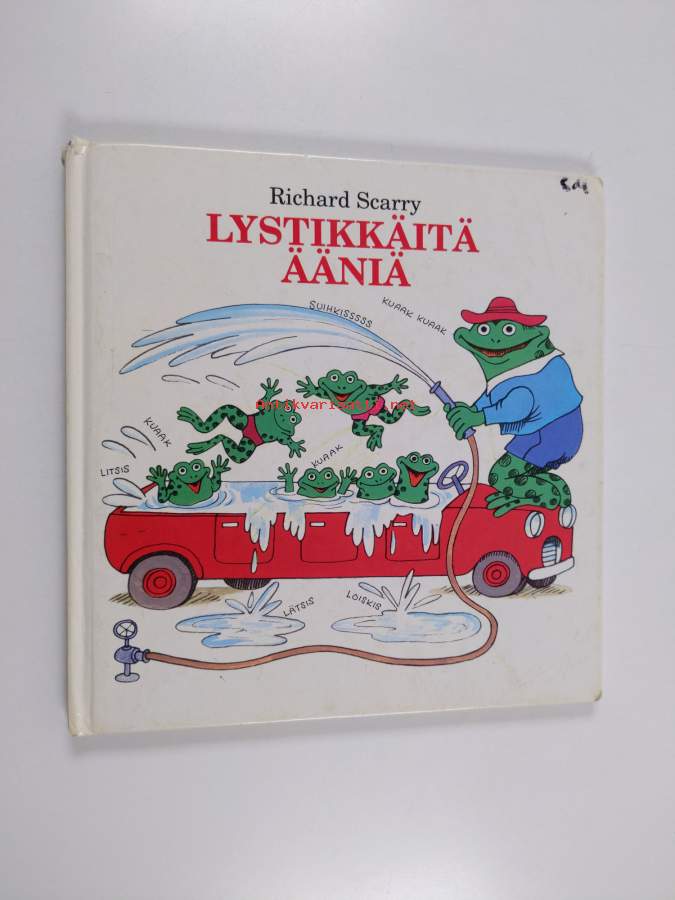 Richard Scarry
LYSTIKKÄITÄ
ÄÄNIÄ
SUIHKISSSSS
KUAAK KUAAK
Antikvariaatti.net
KUAAK
LITSIS
KUAAK
LÄTSIS
LOISKIS